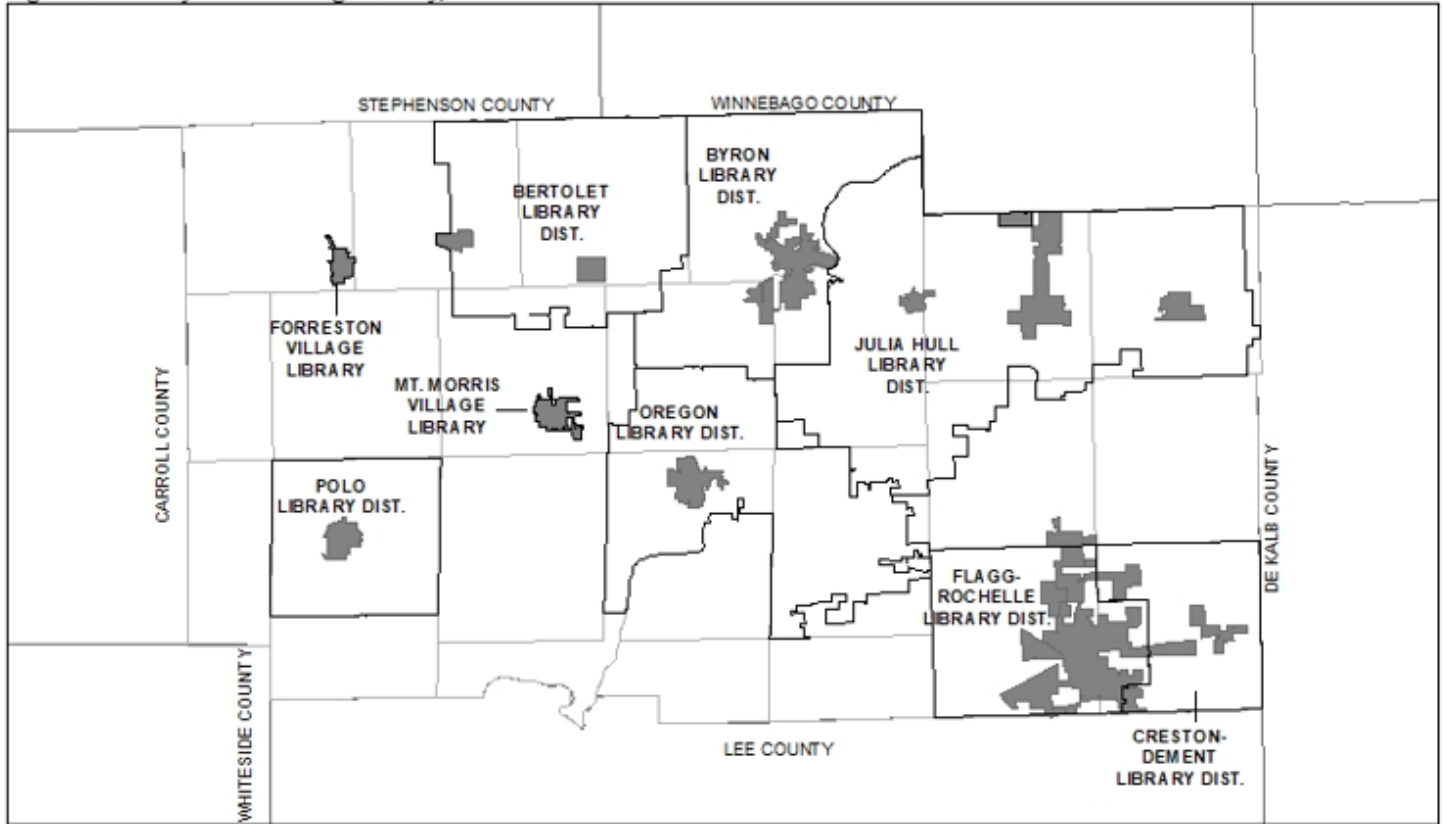 STEPHENSON COUNTY
WINNEBAGO COUNTY
BYRON
LIBRARY
DIST.
BERTOLET
LIBRARY
DIST.
FORRESTON
VILLAGE
LIBRARY
JULIA HULL
LIBRARY
DIST.
MT. MORRIS
VILLAGE
LIBRARY
OREGON
LIBRARY DIST.
CARROLL COUNTY
POLO
LIBRARY DIST.
DE KALB COUNTY
FLAGG-
ROCHELLE
LIBRARY DIST.
WHITESIDE COUNTY
LEE COUNTY
CRESTON-
DEMENT
LIBRARY DIST.